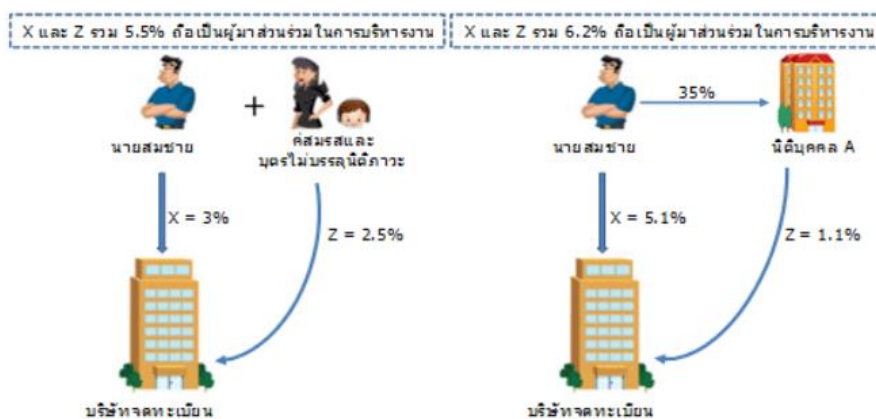 X และ Z รวม 5.5% ถือเป็นผู้มาส่วนร่วมในการบริหารงาน
นายสมชาย
+
คู่สมรสและ
บุตรไม่บรรลุนิติภาวะ
X = 3%
Z = 2.5%
บริษัทจดทะเบียน
X และ Z รวม 6.2% ถือเป็นผู้มาส่วนร่วมในการบริหารงาน
35%
นายสมชาย
นิติบุคคล A
X = 5.1%
Z = 1.1%
บริษัทจดทะเบียน